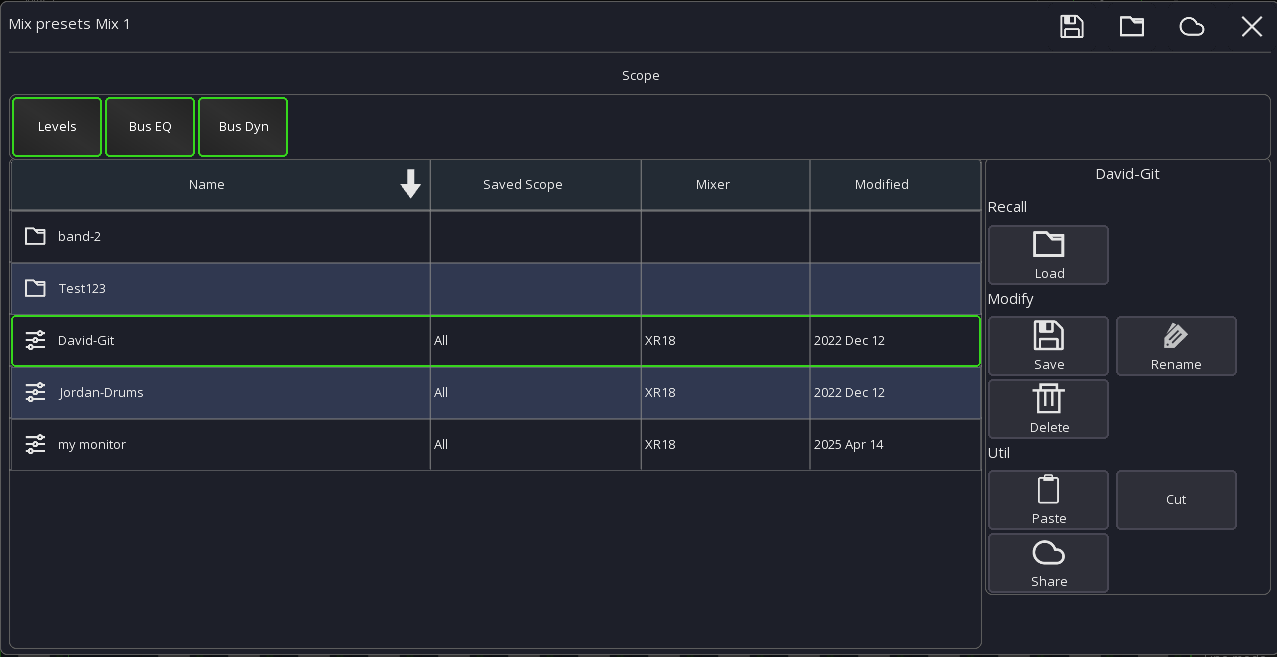 Mix presets Mix 1
Scope
Levels Bus EQ Bus Dyn
Name Saved Scope Mixer Modified
band-2
Test123
David-Git All XR18 2022 Dec 12
Jordan-Drums All XR18 2022 Dec 12
my monitor All XR18 2025 Apr 14
David-Git
Recall
Load
Modify
Save Rename
Delete
Util
Paste Cut
Share